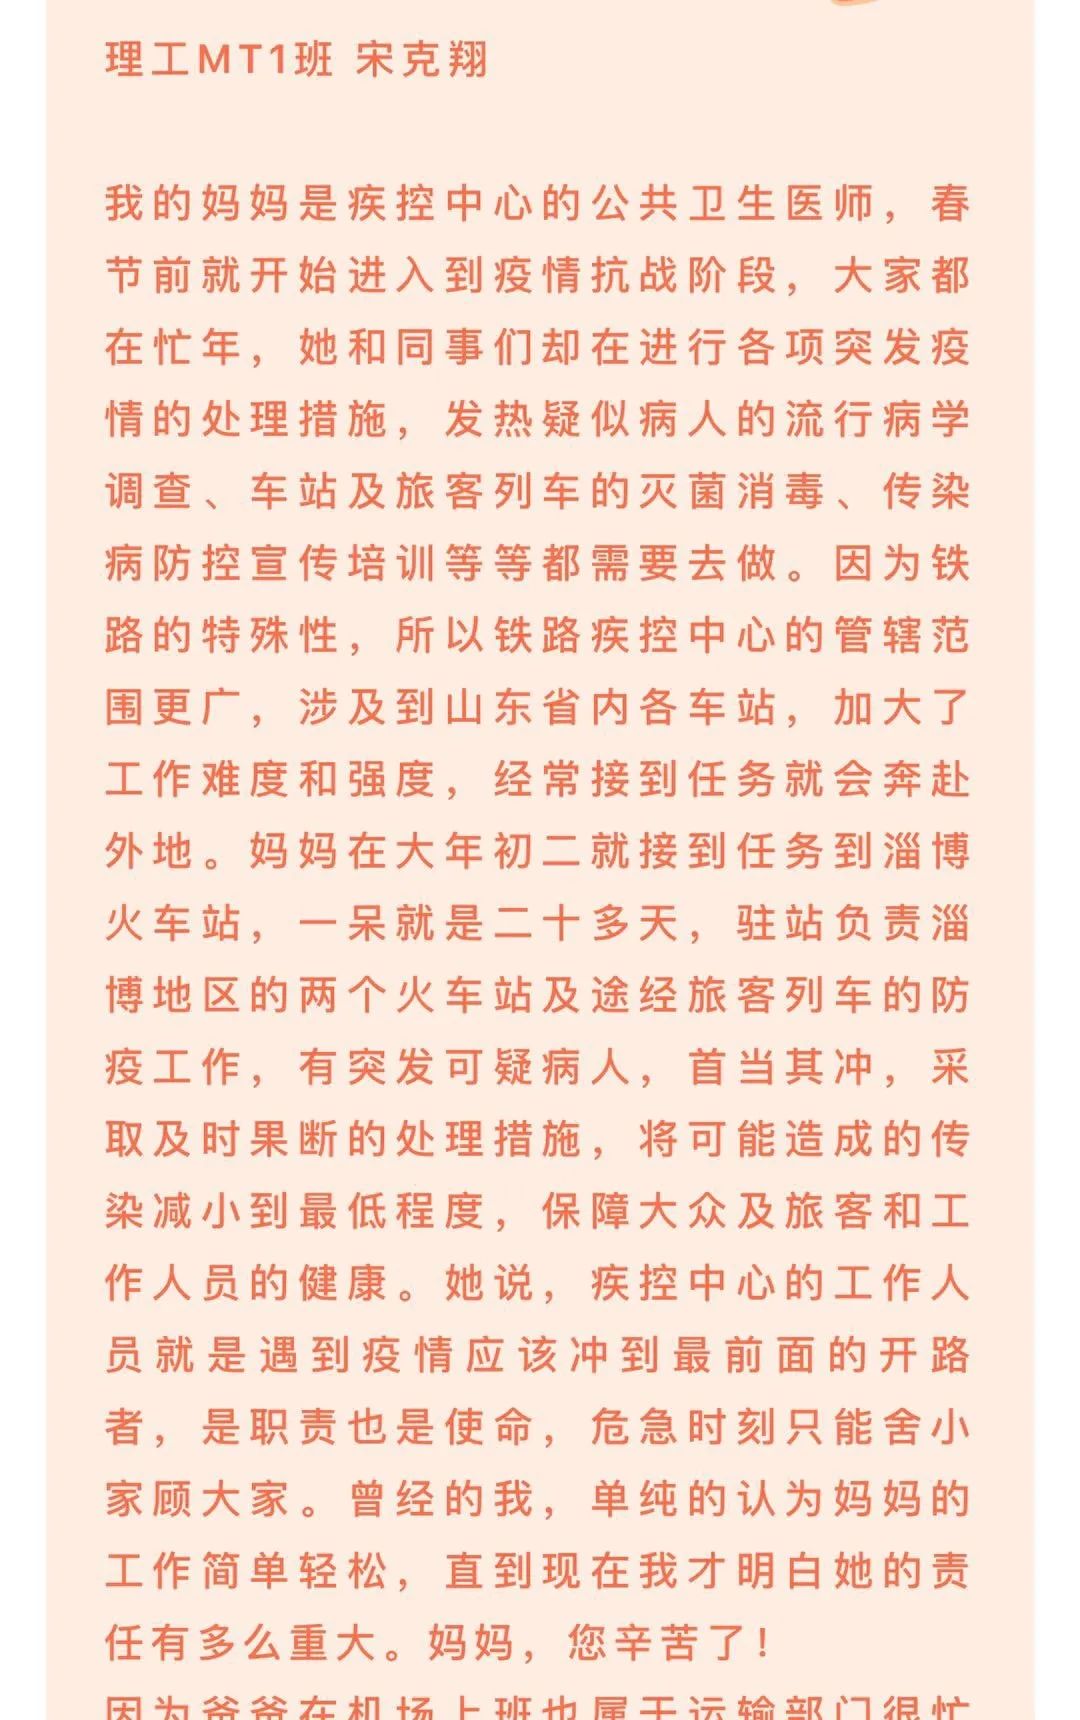 理工MT1班 宋克翔
我的妈妈是疾控中心的公共卫生医师，春
节前就开始进入到疫情抗战阶段，大家都
在忙年，她和同事们却在进行各项突发疫
情的处理措施，发热疑似病人的流行病学
调查、车站及旅客列车的灭菌消毒、传染
病防控宣传培训等等都需要去做。因为铁
路的特殊性，所以铁路疾控中心的管辖范
围更广，涉及到山东省内各车站，加大了
工作难度和强度，经常接到任务就会奔赴
外地。妈妈在大年初二就接到任务到淄博
火车站，一呆就是二十多天，驻站负责淄
博地区的两个火车站及途经旅客列车的防
疫工作，有突发可疑病人，首当其冲，采
取及时果断的处理措施，将可能造成的传
染减小到最低程度，保障大众及旅客和工
作人员的健康。她说，疾控中心的工作人
员就是遇到疫情应该冲到最前面的开路
者，是职责也是使命，危急时刻只能舍小
家顾大家。曾经的我，单纯的认为妈妈的
工作简单轻松，直到现在我才明白她的责
任有多么重大。妈妈，您辛苦了！
因为爸爸在机场上班也属于运输部门很忙